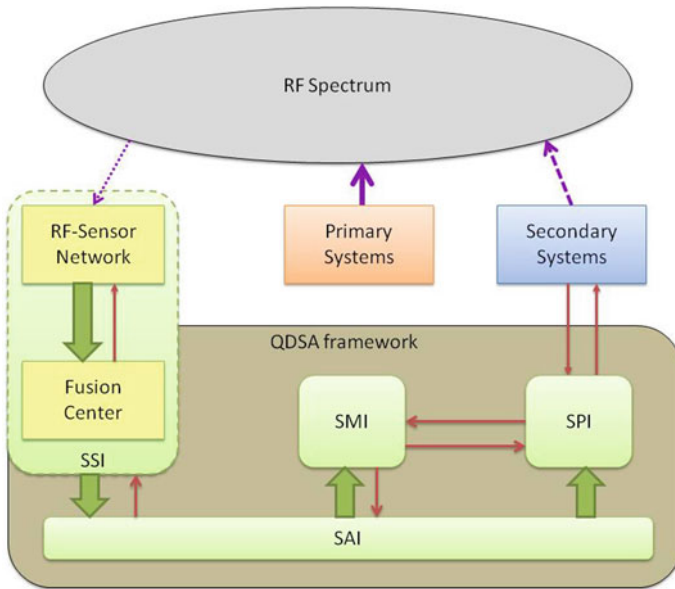 RF Spectrum
RF-Sensor
Network
Primary
Systems
Secondary
Systems
QDSA framework
Fusion
Center
SMI
SPI
SSI
SAI